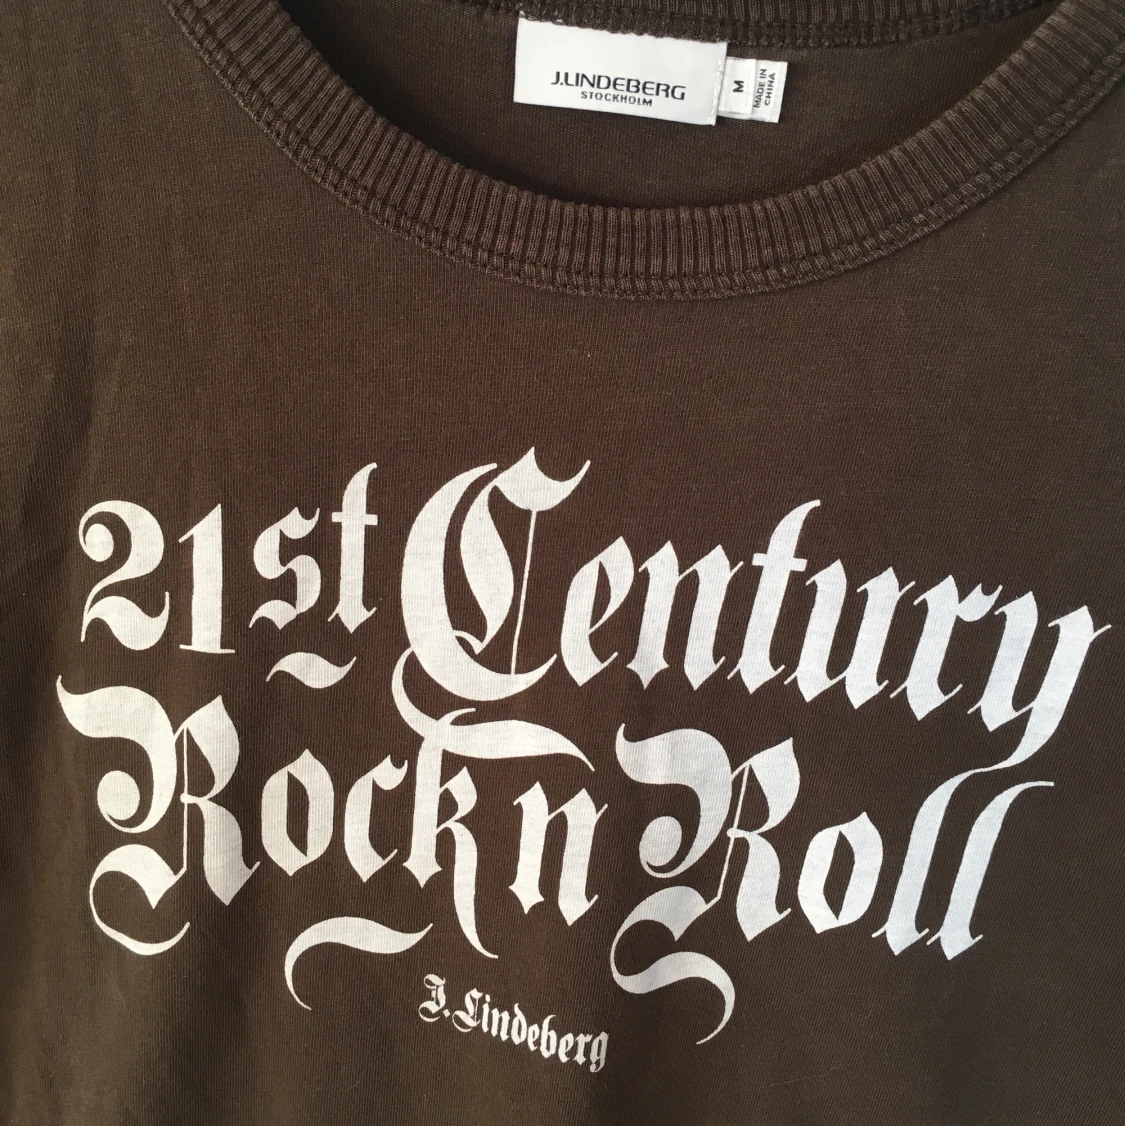 J.LINDEBERG
STOCKHOLM
M
MADE IN
CHINA
21st Century
Rock n Roll
J.Lindeberg